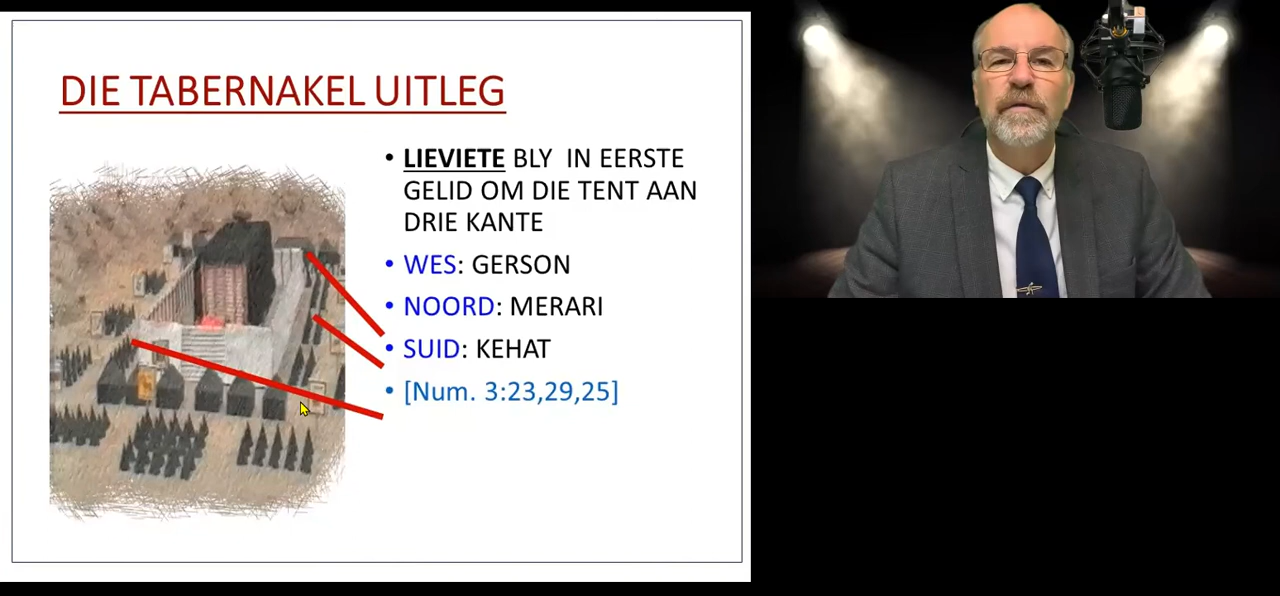 DIE TABERNAKEL UITLEG
• LIEVIETE BLY IN EERSTE
GELID OM DIE TENT AAN
DRIE KANTE
• WES: GERSON
• NOORD: MERARI
• SUID: KEHAT
• [Num. 3:23,29,25]